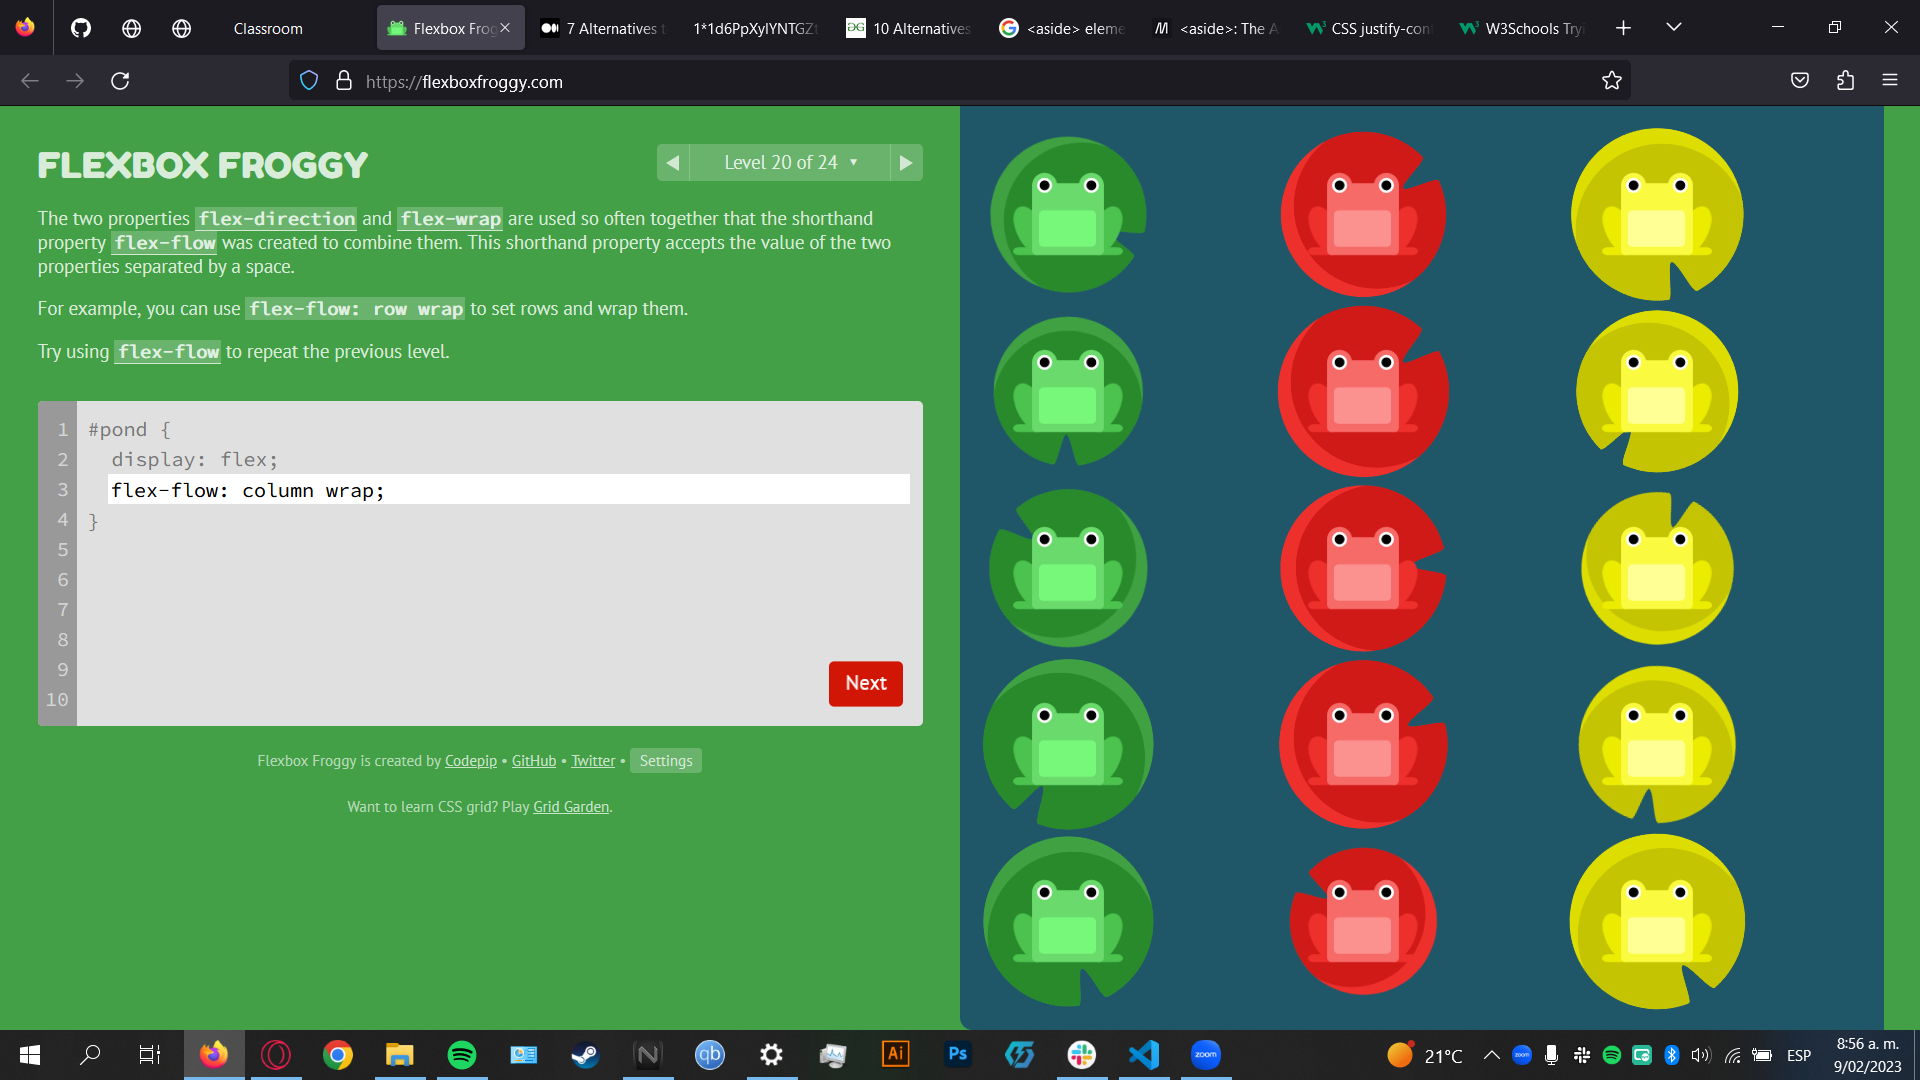 Classroom
Flexbox Frog
7 Alternatives t
1*1d6PpXylYNTGZ
10 Alternatives
<aside> eleme
<aside>: The A
CSS justify-con
W3Schools Tryi
https://flexboxfroggy.com
FLEXBOX FROGGY
Level 20 of 24
The two properties flex-direction and flex-wrap are used so often together that the shorthand
property flex-flow was created to combine them. This shorthand property accepts the value of the two
properties separated by a space.
For example, you can use flex-flow: row wrap to set rows and wrap them.
Try using flex-flow to repeat the previous level.
1 #pond {
2 display: flex;
3 flex-flow: column wrap;
4 }
5
6
7
8
9
10
Next
Flexbox Froggy is created by Codepip • GitHub • Twitter • Settings
Want to learn CSS grid? Play Grid Garden.
N
qb
Ai
Ps
zoom
21°C
zoom
ESP
8:56 a. m.
9/02/2023